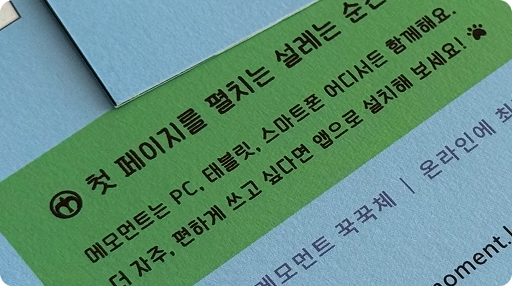 첫 페이지를 펼치는 설레는 순간
메모먼트는 PC, 태블릿, 스마트폰 어디서든 함께해요.
더 자주, 편하게 쓰고 싶다면 앱으로 설치해 보세요!
메모먼트 꾹꾹체 | 온라인에 최
moment.